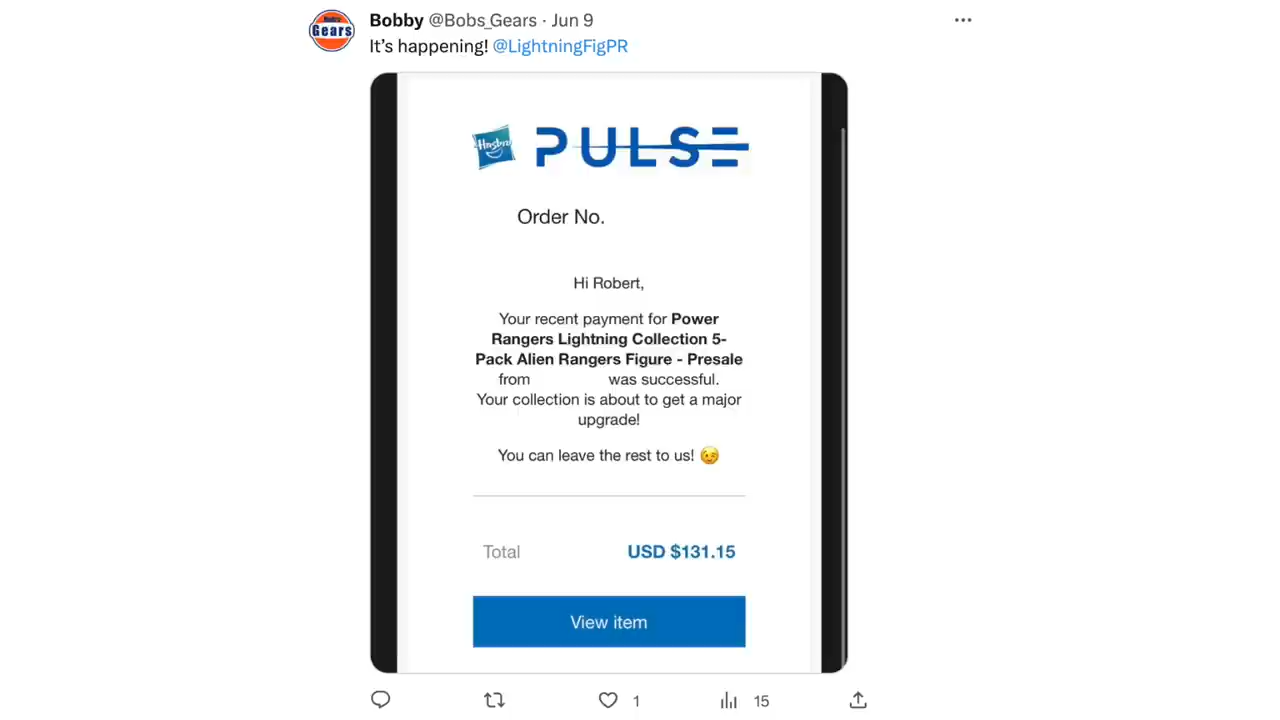 Bobby @Bobs_Gears · Jun 9
It’s happening! @LightningFigPR
Gears
Hasbro PULSE
Order No.
Hi Robert,
Your recent payment for Power
Rangers Lightning Collection 5-
Pack Alien Rangers Figure - Presale
from was successful.
Your collection is about to get a major
upgrade!
You can leave the rest to us! 😉
Total USD $131.15
View item
1 15